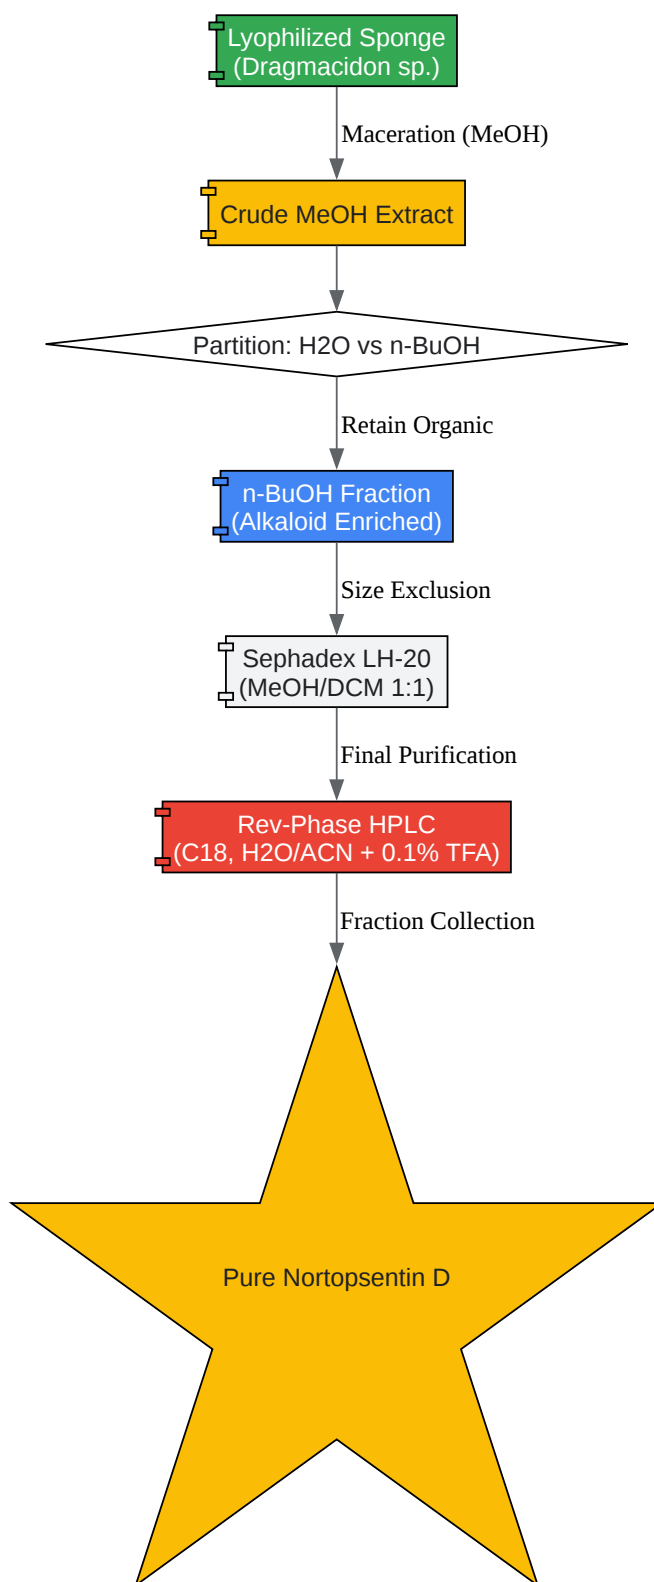 Lyophilized Sponge
(Dragmacidon sp.)
Maceration (MeOH)
Crude MeOH Extract
Partition: H2O vs n-BuOH
Retain Organic
n-BuOH Fraction
(Alkaloid Enriched)
Size Exclusion
Sephadex LH-20
(MeOH/DCM 1:1)
Final Purification
Rev-Phase HPLC
(C18, H2O/ACN + 0.1% TFA)
Fraction Collection
Pure Nortopsentin D